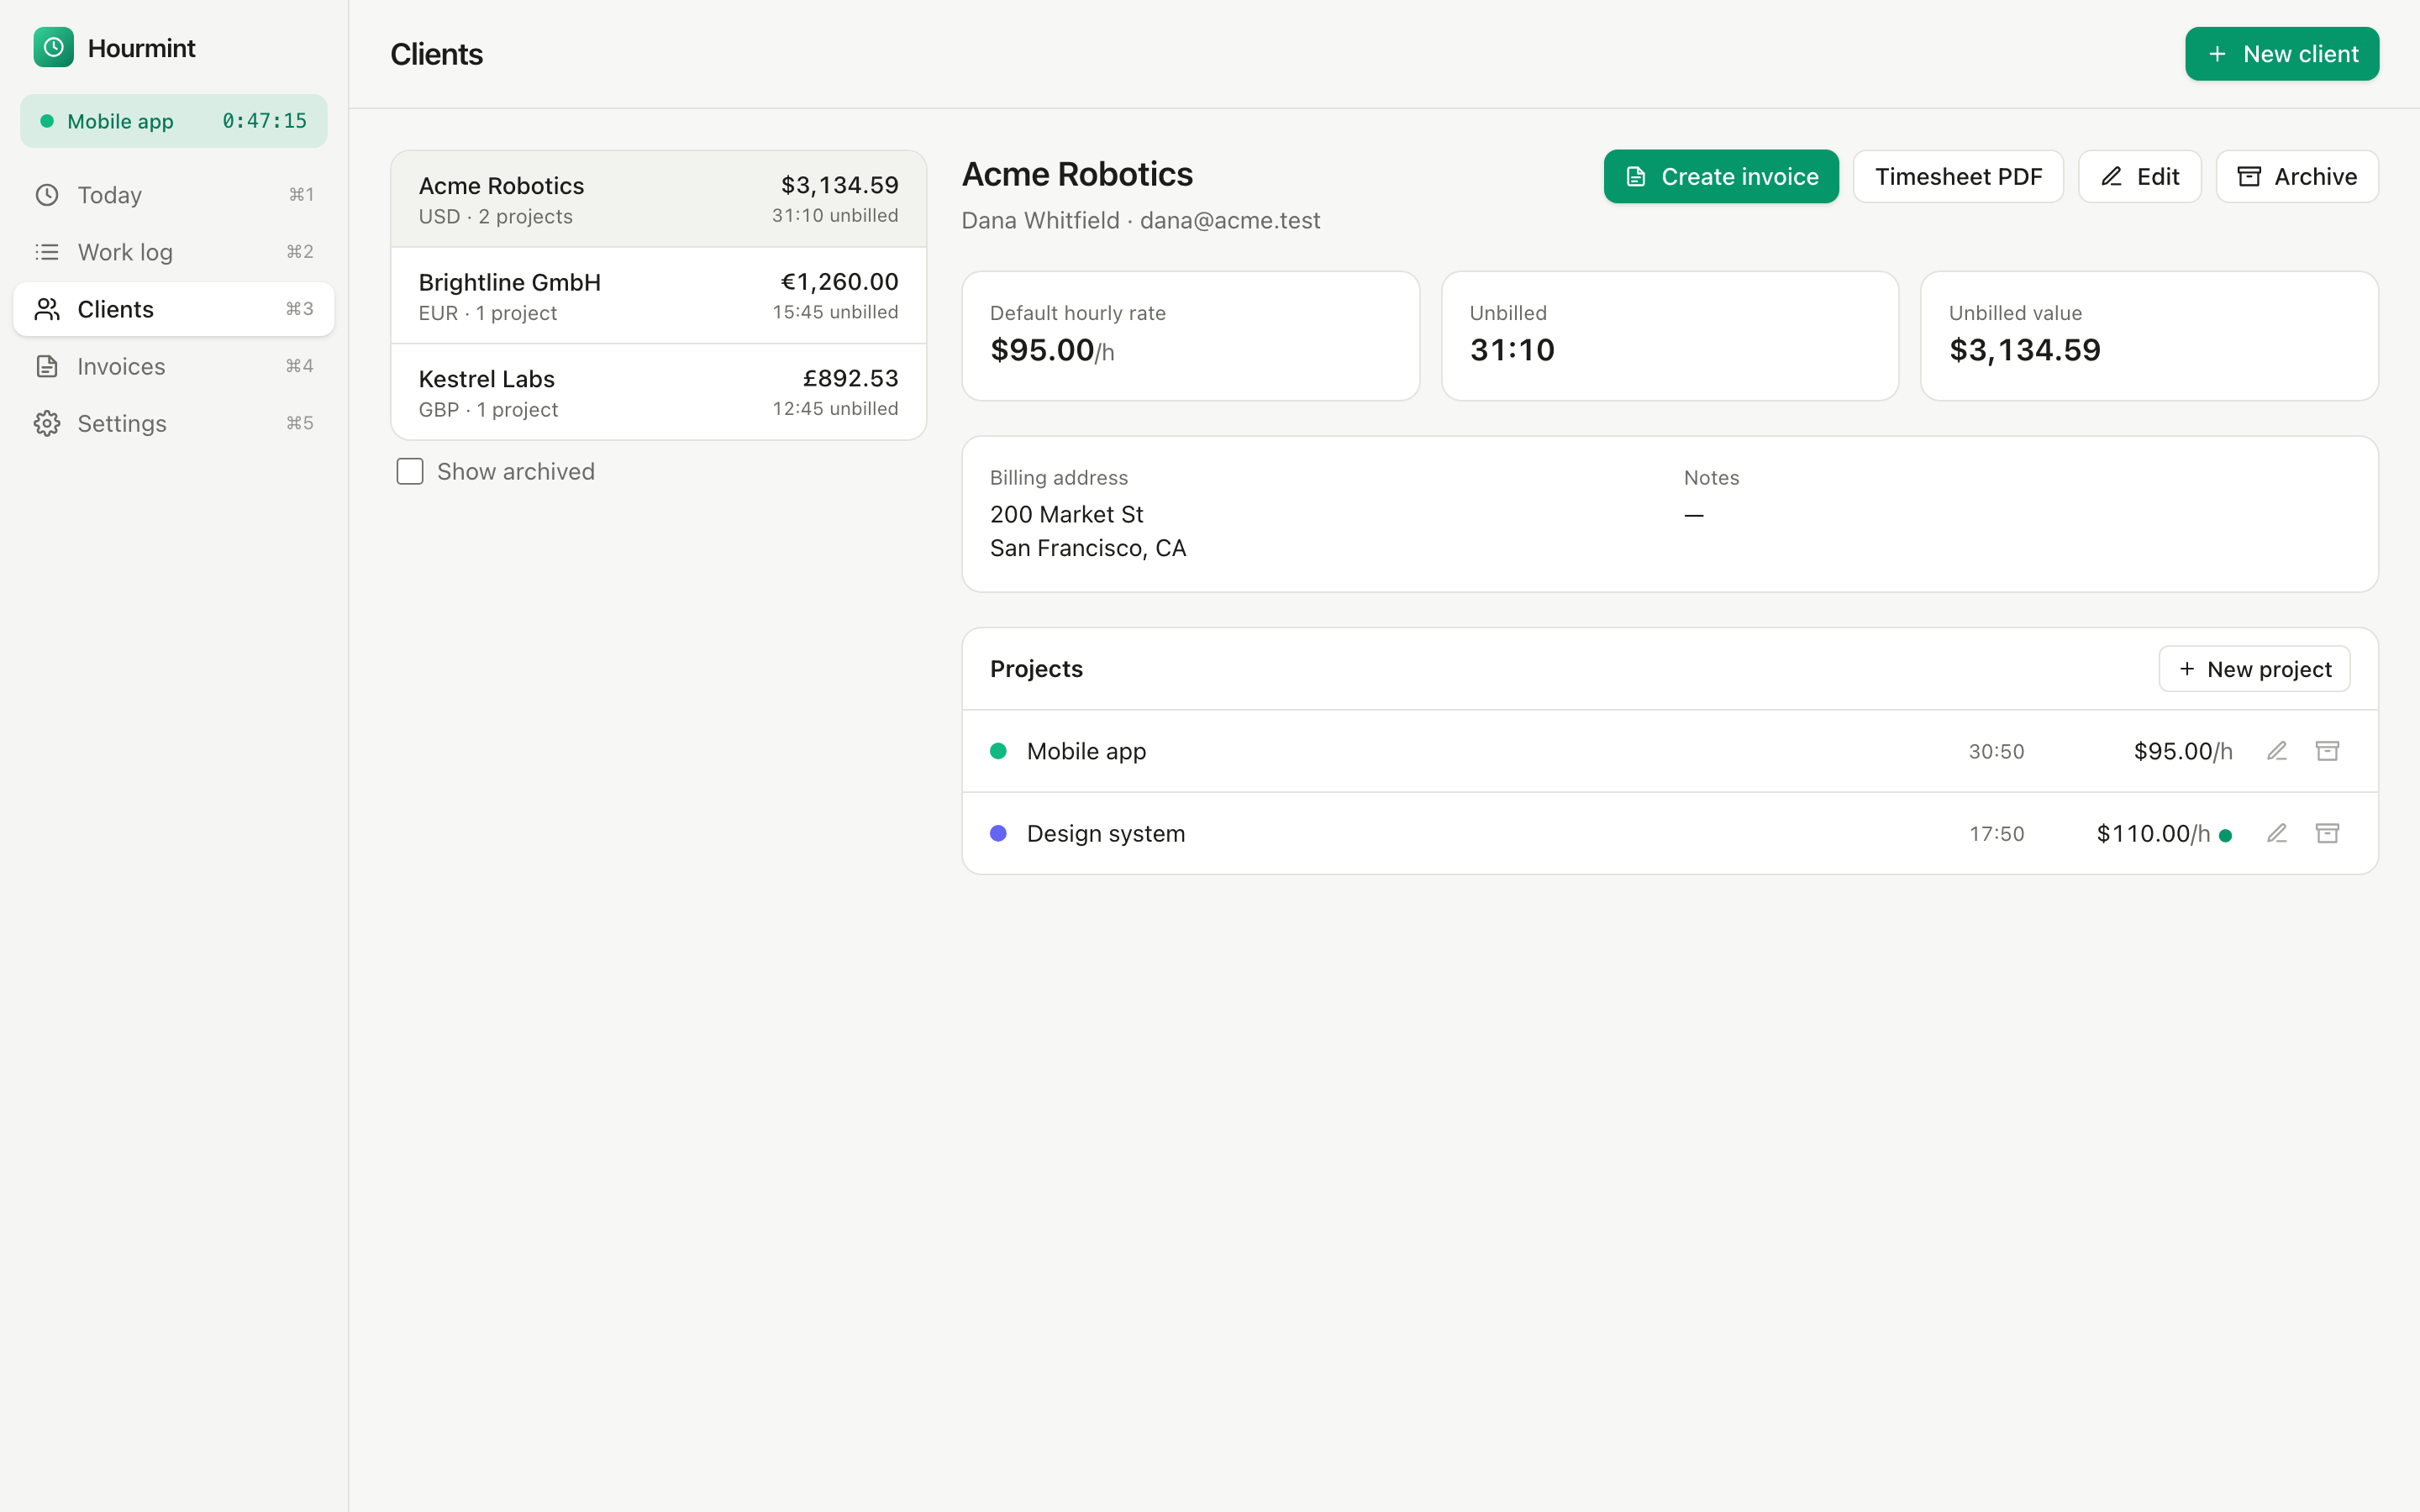 Hourmint
Mobile app 0:47:15
Today ⌘1
Work log ⌘2
Clients ⌘3
Invoices ⌘4
Settings ⌘5
Clients
+ New client
Acme Robotics $3,134.59
USD · 2 projects 31:10 unbilled
Brightline GmbH €1,260.00
EUR · 1 project 15:45 unbilled
Kestrel Labs £892.53
GBP · 1 project 12:45 unbilled
Show archived
Acme Robotics
Dana Whitfield · dana@acme.test
Create invoice
Timesheet PDF
Edit
Archive
Default hourly rate
$95.00/h
Unbilled
31:10
Unbilled value
$3,134.59
Billing address
200 Market St
San Francisco, CA
Notes
—
Projects
+ New project
Mobile app 30:50 $95.00/h
Design system 17:50 $110.00/h